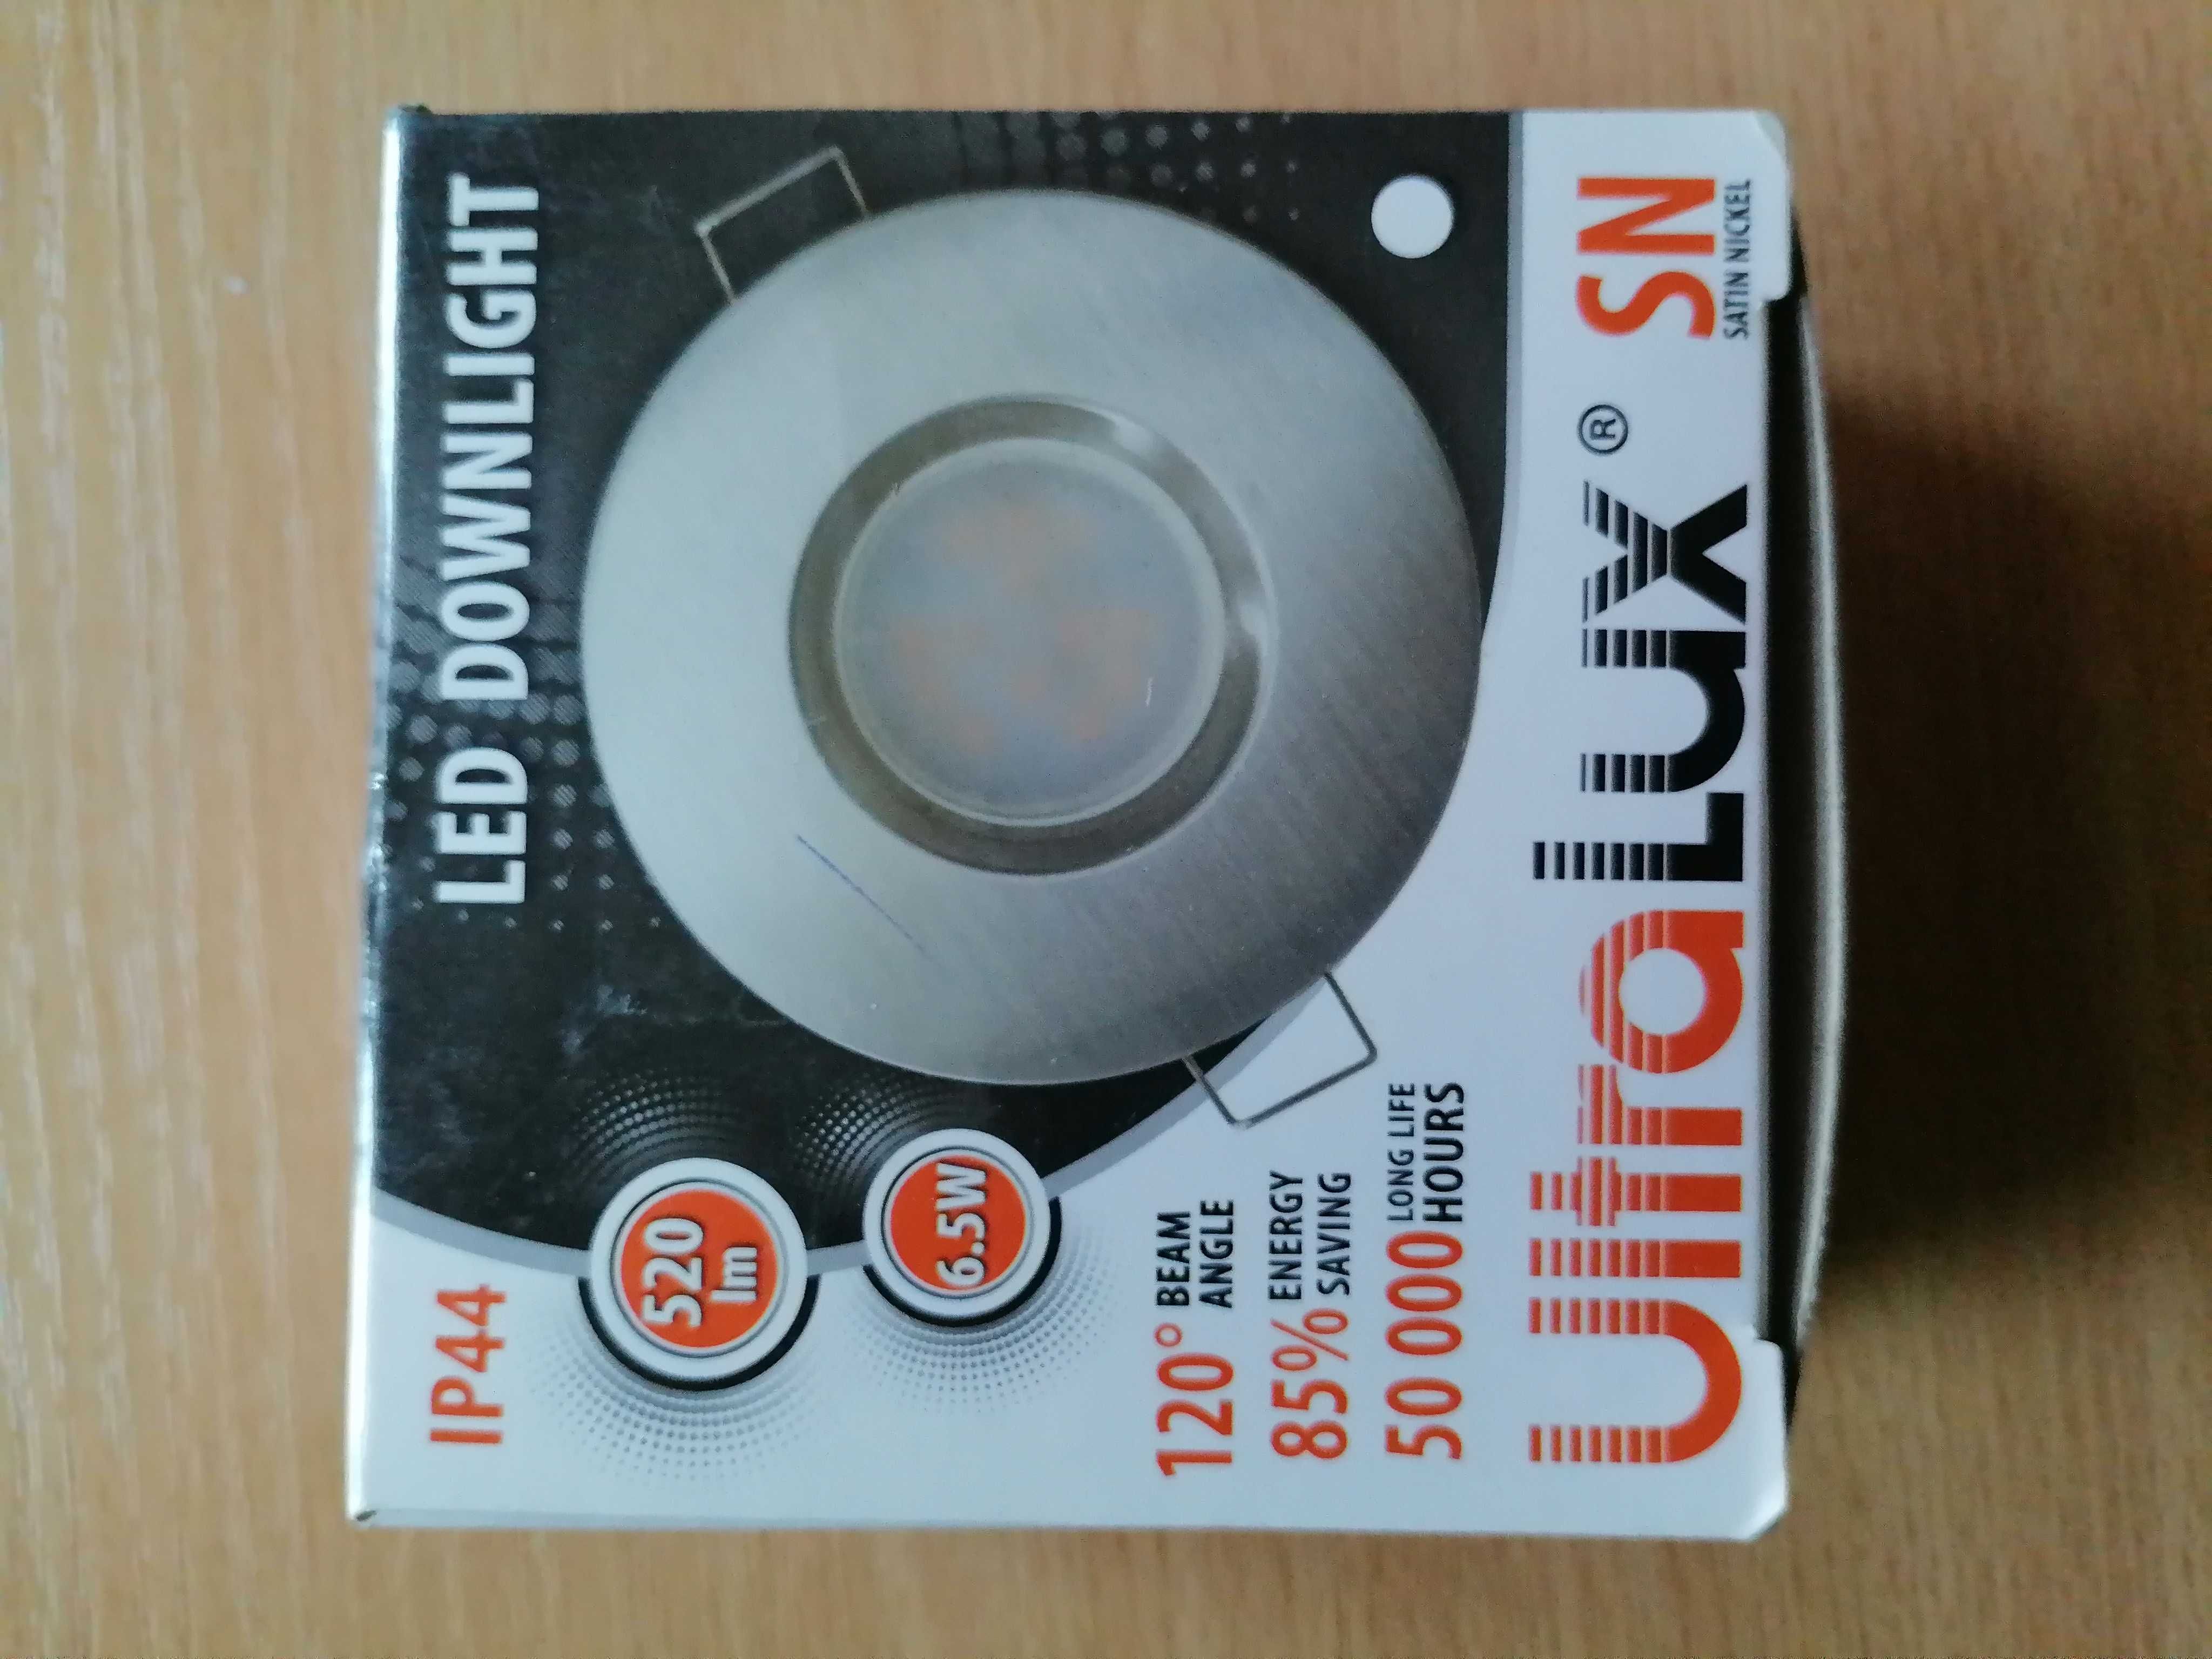 IP44
LED DOWNLIGHT
520
lm
6.5W
120° BEAM
ANGLE
85% ENERGY
SAVING
50 000 LONG LIFE
HOURS
UltraLux ® SN
SATIN NICKEL